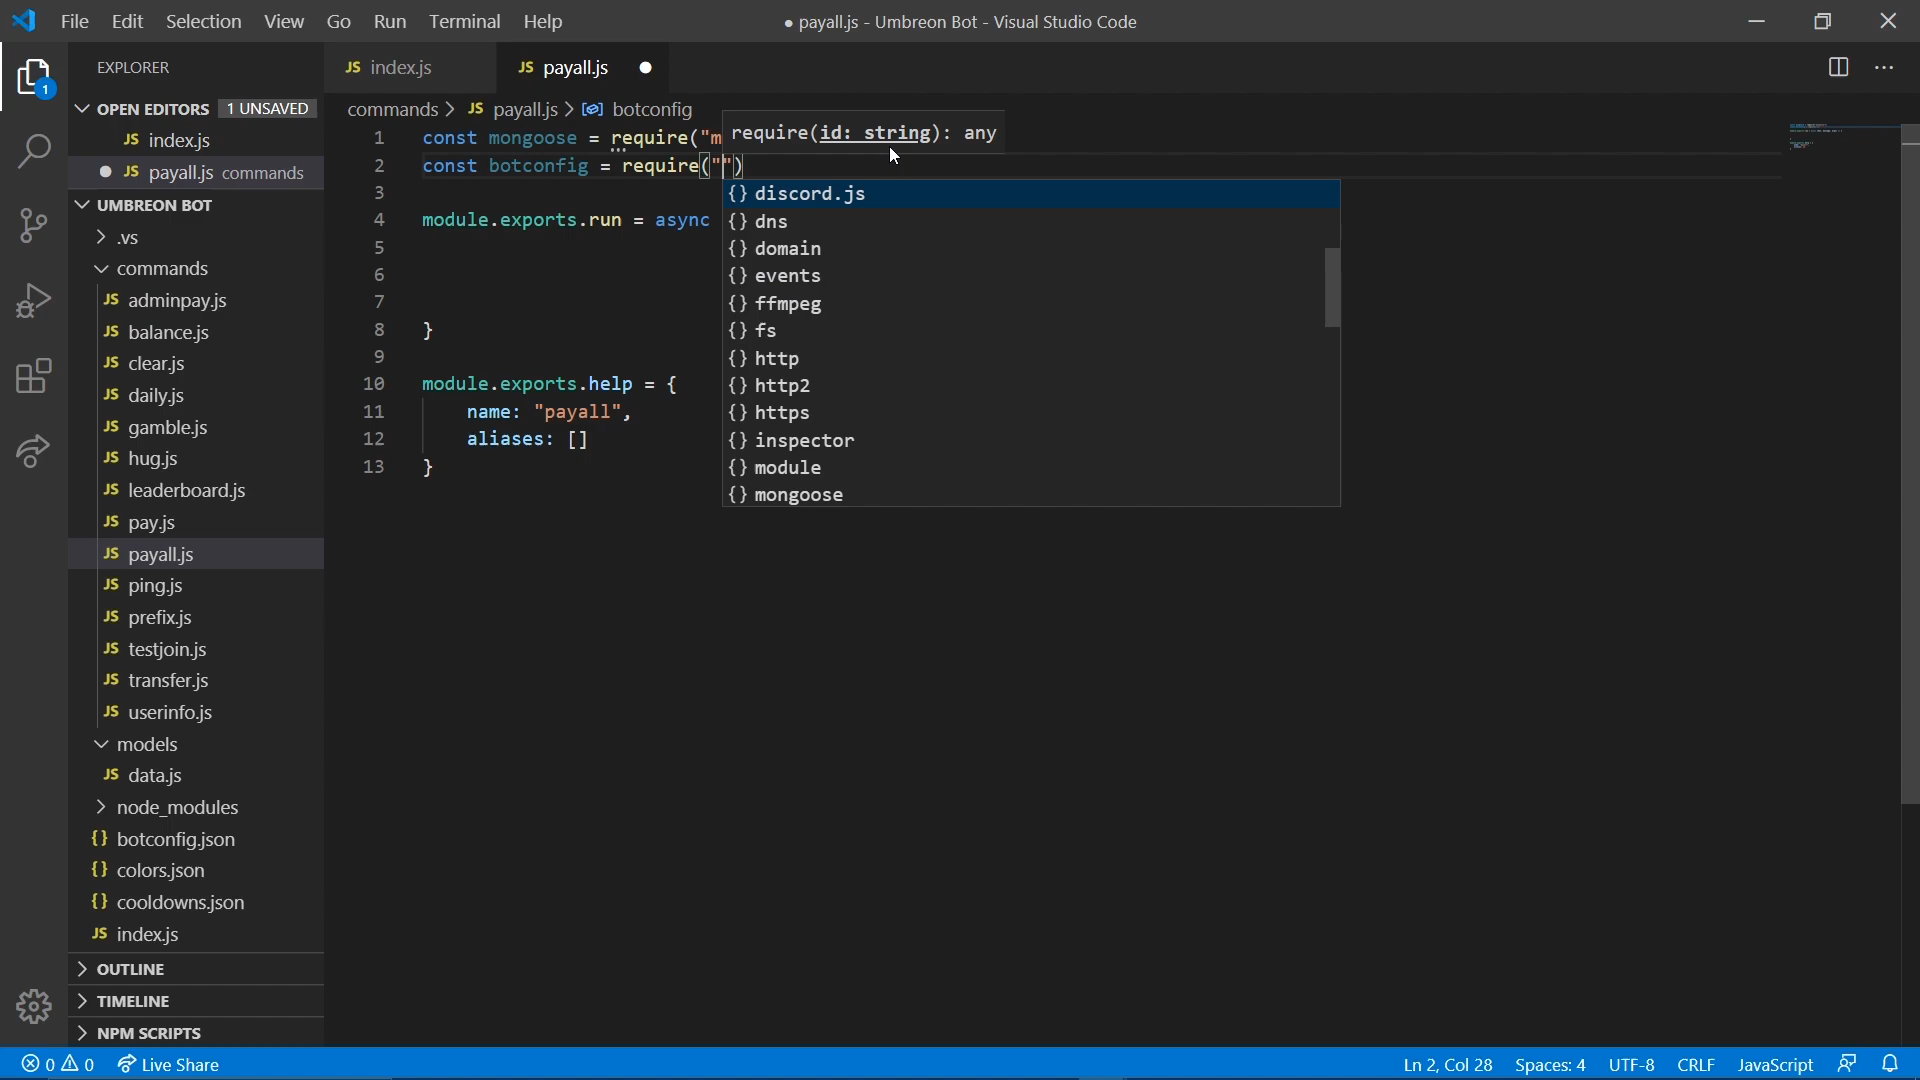 File Edit Selection View Go Run Terminal Help
● payall.js - Umbreon Bot - Visual Studio Code
EXPLORER
1
OPEN EDITORS 1 UNSAVED
JS index.js
JS payall.js commands
UMBREON BOT
.vs
commands
JS adminpay.js
JS balance.js
JS clear.js
JS daily.js
JS gamble.js
JS hug.js
JS leaderboard.js
JS pay.js
JS payall.js
JS ping.js
JS prefix.js
JS testjoin.js
JS transfer.js
JS userinfo.js
models
JS data.js
node_modules
{} botconfig.json
{} colors.json
{} cooldowns.json
JS index.js
OUTLINE
TIMELINE
NPM SCRIPTS
JS index.js JS payall.js ●
commands > JS payall.js > botconfig
1 const mongoose = require("m
2 const botconfig = require("")
3
4 module.exports.run = async
5
6
7
8 }
9
10 module.exports.help = {
11 name: "payall",
12 aliases: []
13 }
require(id: string): any
{} discord.js
{} dns
{} domain
{} events
{} ffmpeg
{} fs
{} http
{} http2
{} https
{} inspector
{} module
{} mongoose
0 0 Live Share Ln 2, Col 28 Spaces: 4 UTF-8 CRLF JavaScript